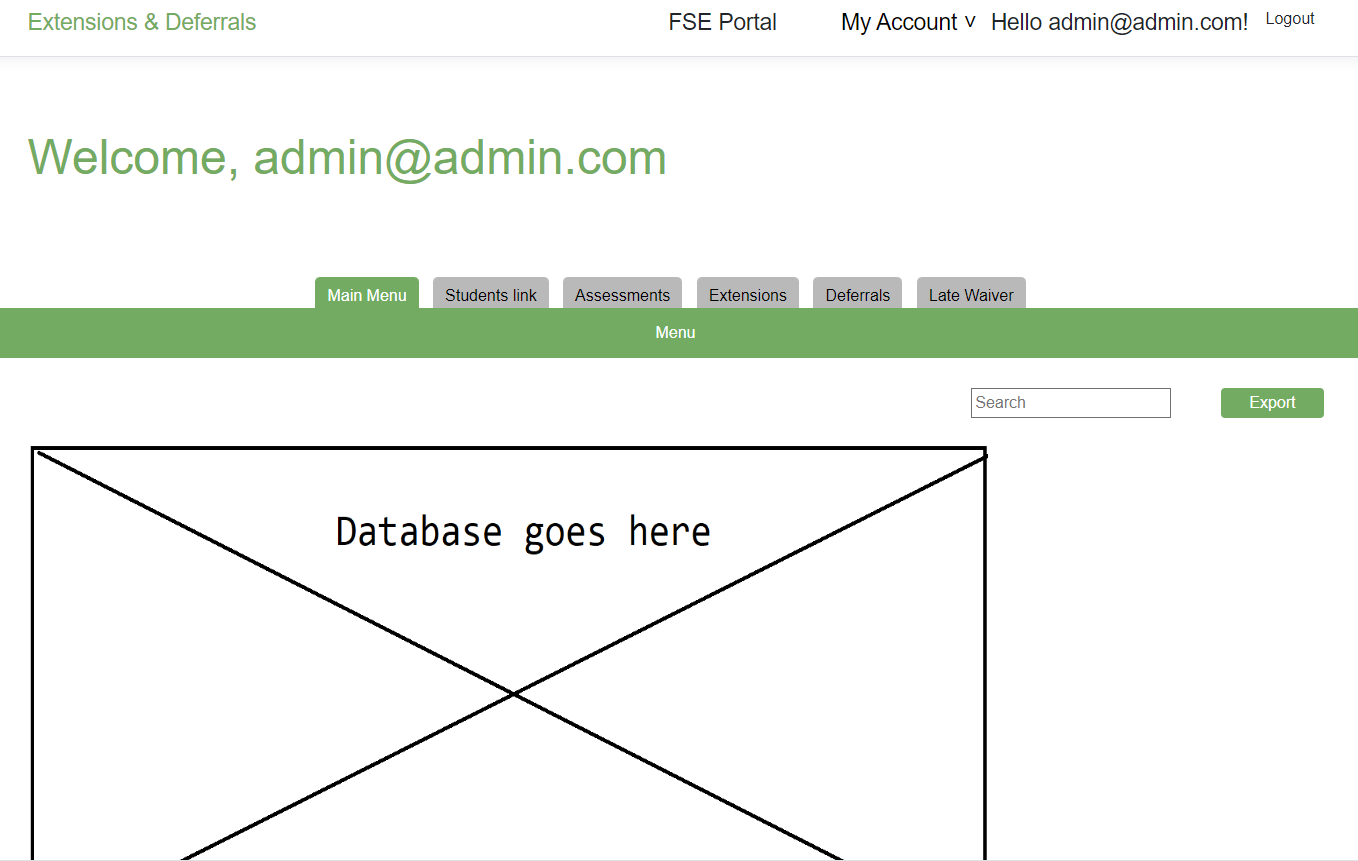 Extensions & Deferrals FSE Portal My Account v Hello admin@admin.com! Logout
Welcome, admin@admin.com
Main Menu Students link Assessments Extensions Deferrals Late Waiver
Menu
Search Export
Database goes here